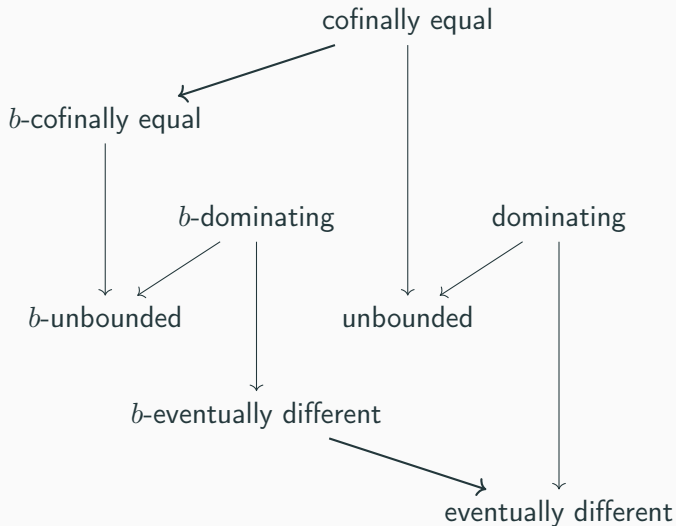 cofinally equal
b-cofinally equal
b-dominating dominating
b-unbounded unbounded
b-eventually different
eventually different